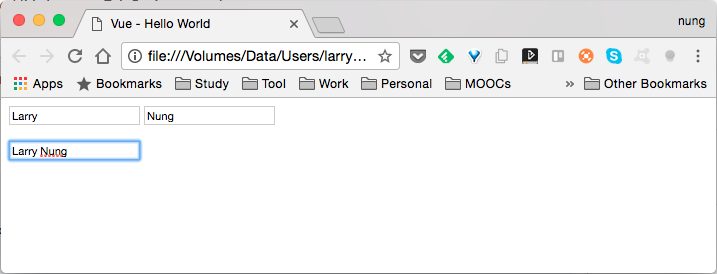 Vue - Hello World
nung
file:///Volumes/Data/Users/larry…
Apps Bookmarks Study Tool Work Personal MOOCs » Other Bookmarks
Larry Nung
Larry Nung